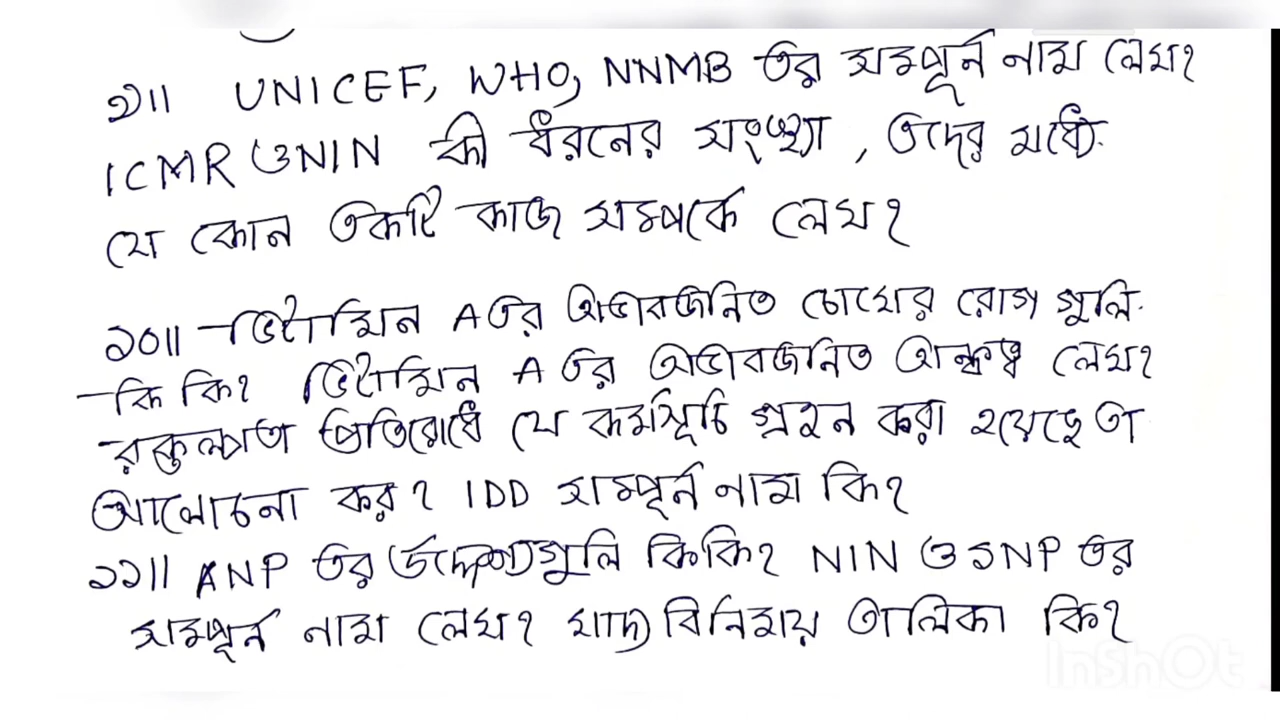 ৯॥ UNICEF, WHO, NNMB এর সম্পূর্ন নাম লেখ?
ICMR ও NIN কী ধরনের সংস্থা, এদের মধ্যে
যে কোন একটি কাজ সম্পর্কে লেখ?
১০॥ ভিটামিন A এর অভাবজনিত চোখের রোগ গুলি
কি কি? ভিটামিন A এর অভাবজনিত অন্ধত্ব লেখ?
রক্তাল্পতা প্রতিরোধে যে কর্মসূচি গ্রহন করা হয়েছে তা
আলোচনা কর? IDD সাম্পূর্ন নাম কি?
১১॥ ANP এর উদ্দেশ্যগুলি কি কি? NIN ও SNP এর
সাম্পূর্ন নাম লেখ? খাদ্য বিনিময় তালিকা কি?
InShOt